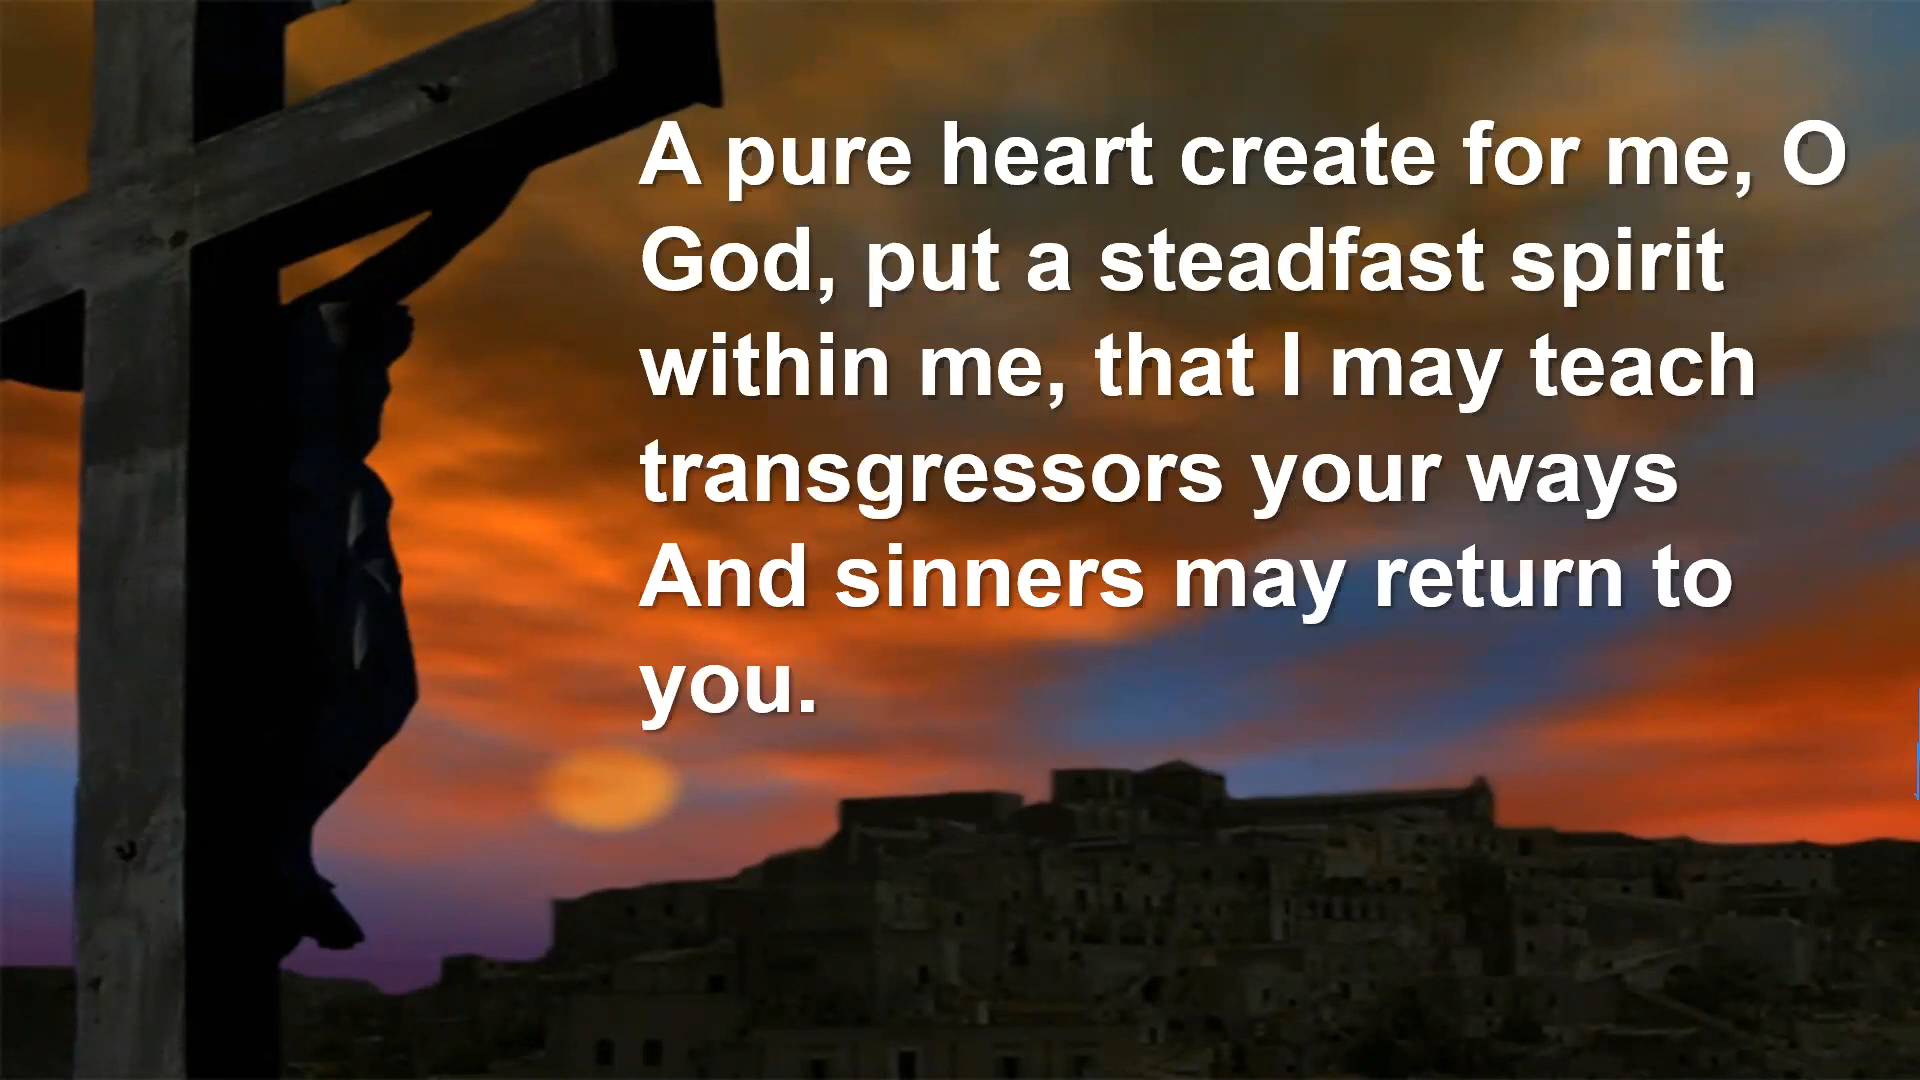 A pure heart create for me, O
God, put a steadfast spirit
within me, that I may teach
transgressors your ways
And sinners may return to
you.